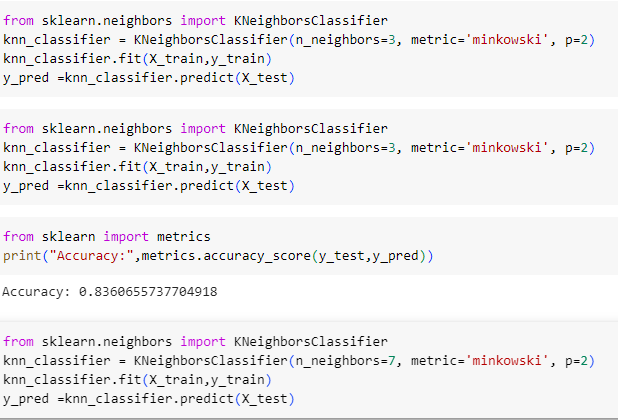 from sklearn.neighbors import KNeighborsClassifier
knn_classifier = KNeighborsClassifier(n_neighbors=3, metric='minkowski', p=2)
knn_classifier.fit(X_train,y_train)
y_pred =knn_classifier.predict(X_test)
from sklearn.neighbors import KNeighborsClassifier
knn_classifier = KNeighborsClassifier(n_neighbors=3, metric='minkowski', p=2)
knn_classifier.fit(X_train,y_train)
y_pred =knn_classifier.predict(X_test)
from sklearn import metrics
print("Accuracy:",metrics.accuracy_score(y_test,y_pred))
Accuracy: 0.8360655737704918
from sklearn.neighbors import KNeighborsClassifier
knn_classifier = KNeighborsClassifier(n_neighbors=7, metric='minkowski', p=2)
knn_classifier.fit(X_train,y_train)
y_pred =knn_classifier.predict(X_test)